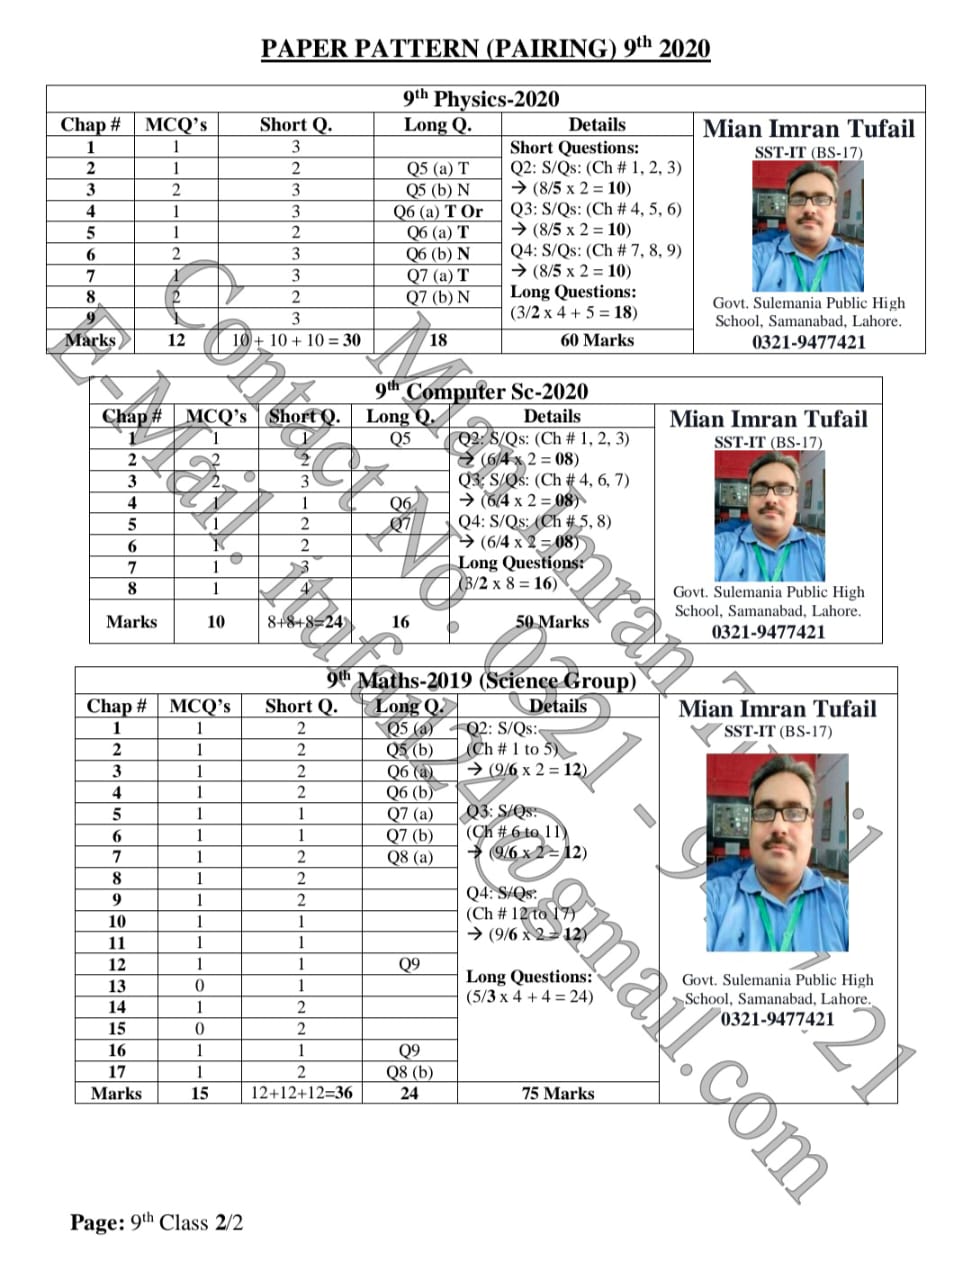 PAPER PATTERN (PAIRING) 9th 2020
9th Physics-2020
Chap # MCQ's Short Q. Long Q. Details
1 1 3 Short Questions:
2 1 2 Q5 (a) T Q2: S/Qs: (Ch # 1, 2, 3)
3 2 3 Q5 (b) N → (8/5 x 2 = 10)
4 1 3 Q6 (a) T Or Q3: S/Qs: (Ch # 4, 5, 6)
5 1 2 Q6 (a) T → (8/5 x 2 = 10)
6 2 3 Q6 (b) N Q4: S/Qs: (Ch # 7, 8, 9)
7 1 3 Q7 (a) T → (8/5 x 2 = 10)
8 2 2 Q7 (b) N Long Questions:
9 1 3 (3/2 x 4 + 5 = 18)
Marks 12 10 + 10 + 10 = 30 18 60 Marks
Mian Imran Tufail
SST-IT (BS-17)
Govt. Sulemania Public High
School, Samanabad, Lahore.
0321-9477421
9th Computer Sc-2020
Chap # MCQ's Short Q. Long Q. Details
1 1 1 Q5 Q2: S/Qs: (Ch # 1, 2, 3)
2 2 2 → (6/4 x 2 = 08)
3 2 3 Q3: S/Qs: (Ch # 4, 6, 7)
4 1 1 Q6 → (6/4 x 2 = 08)
5 1 2 Q7 Q4: S/Qs: (Ch # 5, 8)
6 1 2 → (6/4 x 2 = 08)
7 1 3 Long Questions:
8 1 4 (3/2 x 8 = 16)
Marks 10 8+8+8=24 16 50 Marks
Mian Imran Tufail
SST-IT (BS-17)
Govt. Sulemania Public High
School, Samanabad, Lahore.
0321-9477421
9th Maths-2019 (Science Group)
Chap # MCQ's Short Q. Long Q. Details
1 1 2 Q5 (a) Q2: S/Qs:
2 1 2 Q5 (b) (Ch # 1 to 5)
3 1 2 Q6 (a) → (9/6 x 2 = 12)
4 1 2 Q6 (b)
5 1 1 Q7 (a) Q3: S/Qs:
6 1 1 Q7 (b) (Ch # 6 to 11)
7 1 2 Q8 (a) → (9/6 x 2 = 12)
8 1 2
9 1 2 Q4: S/Qs:
10 1 1 (Ch # 12 to 17)
11 1 1 → (9/6 x 2 = 12)
12 1 1 Q9
13 0 1 Long Questions:
14 1 2 (5/3 x 4 + 4 = 24)
15 0 2
16 1 1 Q9
17 1 2 Q8 (b)
Marks 15 12+12+12=36 24 75 Marks
Mian Imran Tufail
SST-IT (BS-17)
Govt. Sulemania Public High
School, Samanabad, Lahore.
0321-9477421
Mian Imran
Contact No. 0321 -
E-Mail. itufail24@gmail.com
Page: 9th Class 2/2